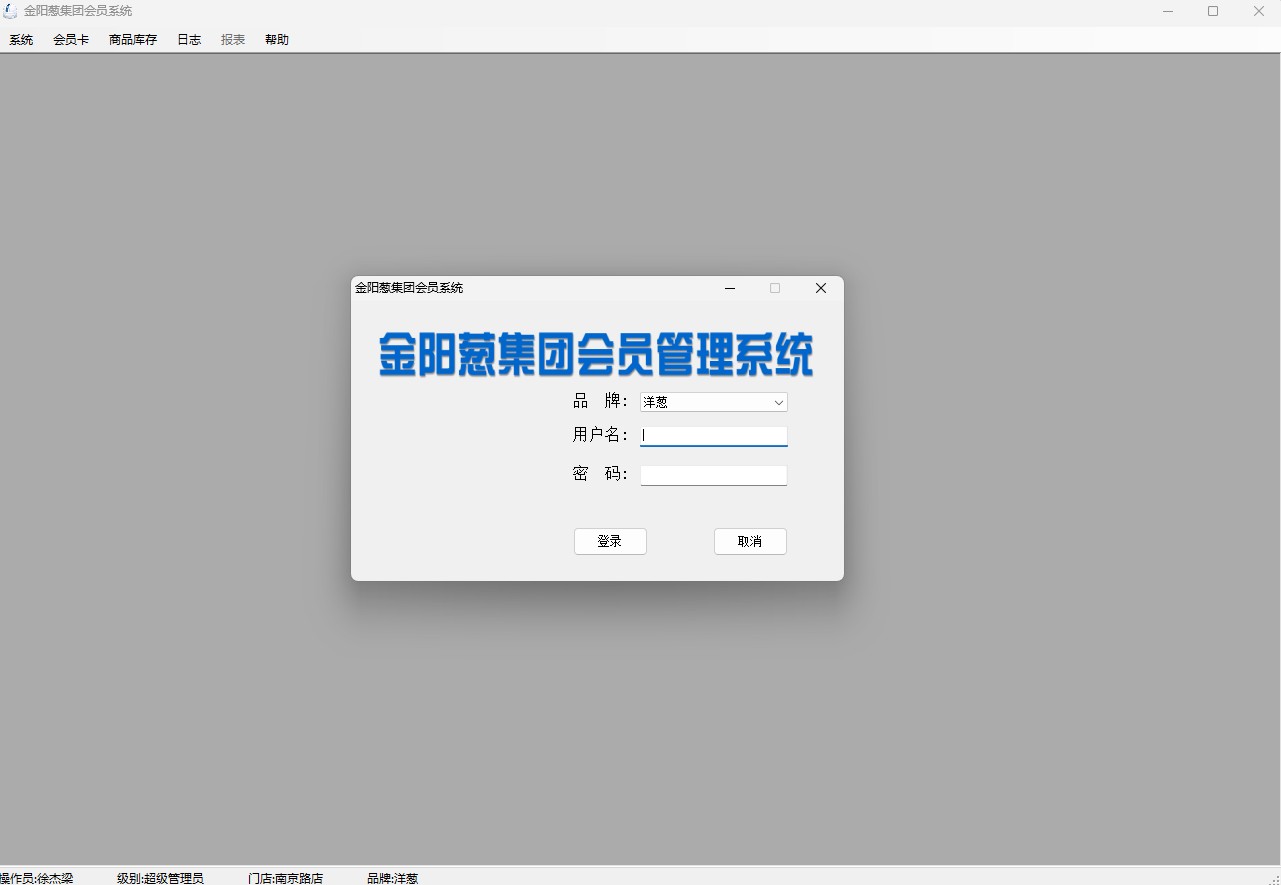 金阳葱集团会员系统
系统 会员卡 商品库存 日志 报表 帮助
金阳葱集团会员系统
金阳葱集团会员管理系统
品 牌： 洋葱
用户名：
密 码：
登录 取消
操作员:徐杰梁 级别:超级管理员 门店:南京路店 品牌:洋葱